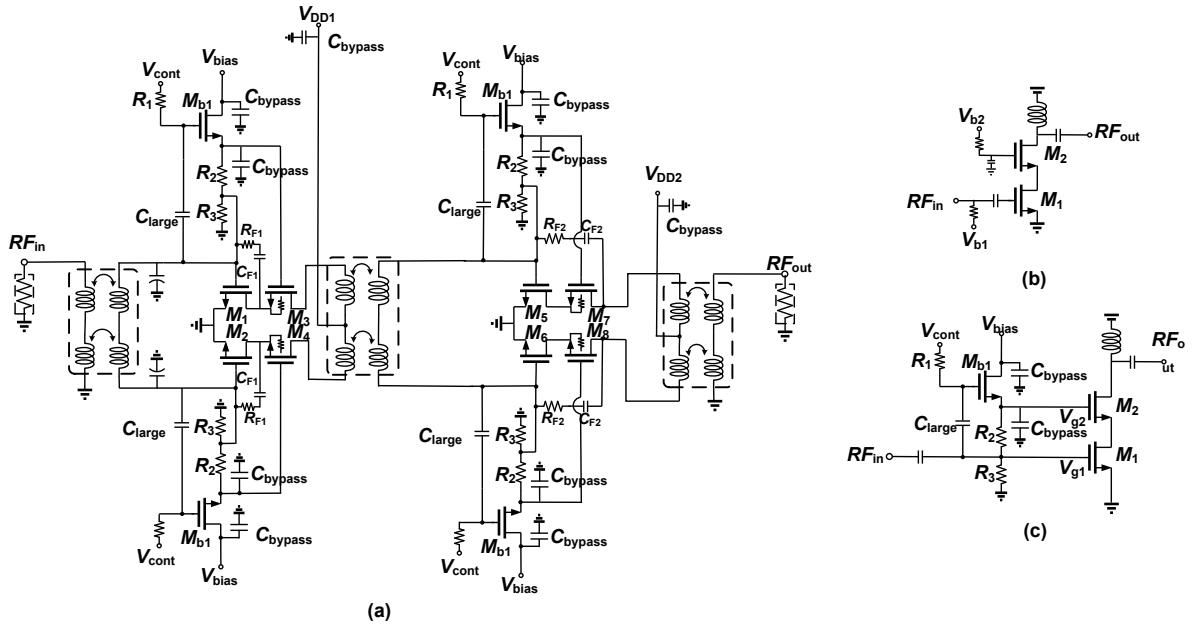 VDD1
Cbypass
Vcont
R1
Vbias
Mb1
Cbypass
Cbypass
R2
R3
Clarge
RF1
CF1
RFin
M1
M2
M3
M4
CF1
RF1
R3
R2
Clarge
Cbypass
Cbypass
Mb1
Vcont
Vbias
Vcont
R1
Vbias
Mb1
Cbypass
Cbypass
R2
R3
Clarge
RF2
CF2
VDD2
Cbypass
RFout
M5
M6
M7
M8
RF2
CF2
R3
R2
Clarge
Cbypass
Cbypass
Mb1
Vcont
Vbias
(a)
Vb2
RFout
M2
RFin
M1
Vb1
(b)
Vcont
Vbias
R1
Mb1
Cbypass
RFo
ut
Clarge
Vg2
M2
R2
Cbypass
RFin
Vg1
M1
R3
(c)